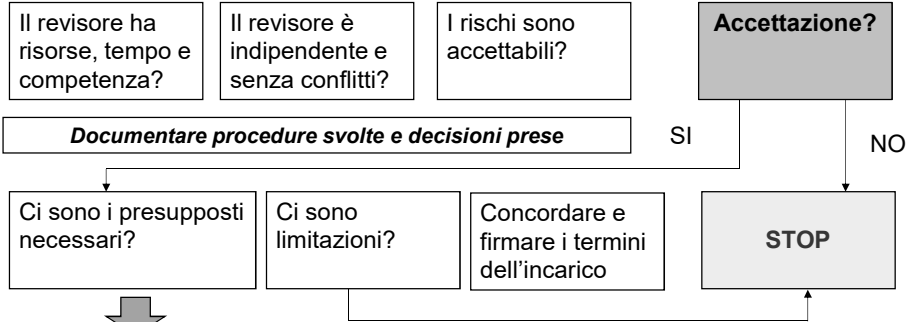 Il revisore ha
risorse, tempo e
competenza?
Il revisore è
indipendente e
senza conflitti?
I rischi sono
accettabili?
Accettazione?
Documentare procedure svolte e decisioni prese
SI
NO
Ci sono i presupposti
necessari?
Ci sono
limitazioni?
Concordare e
firmare i termini
dell'incarico
STOP